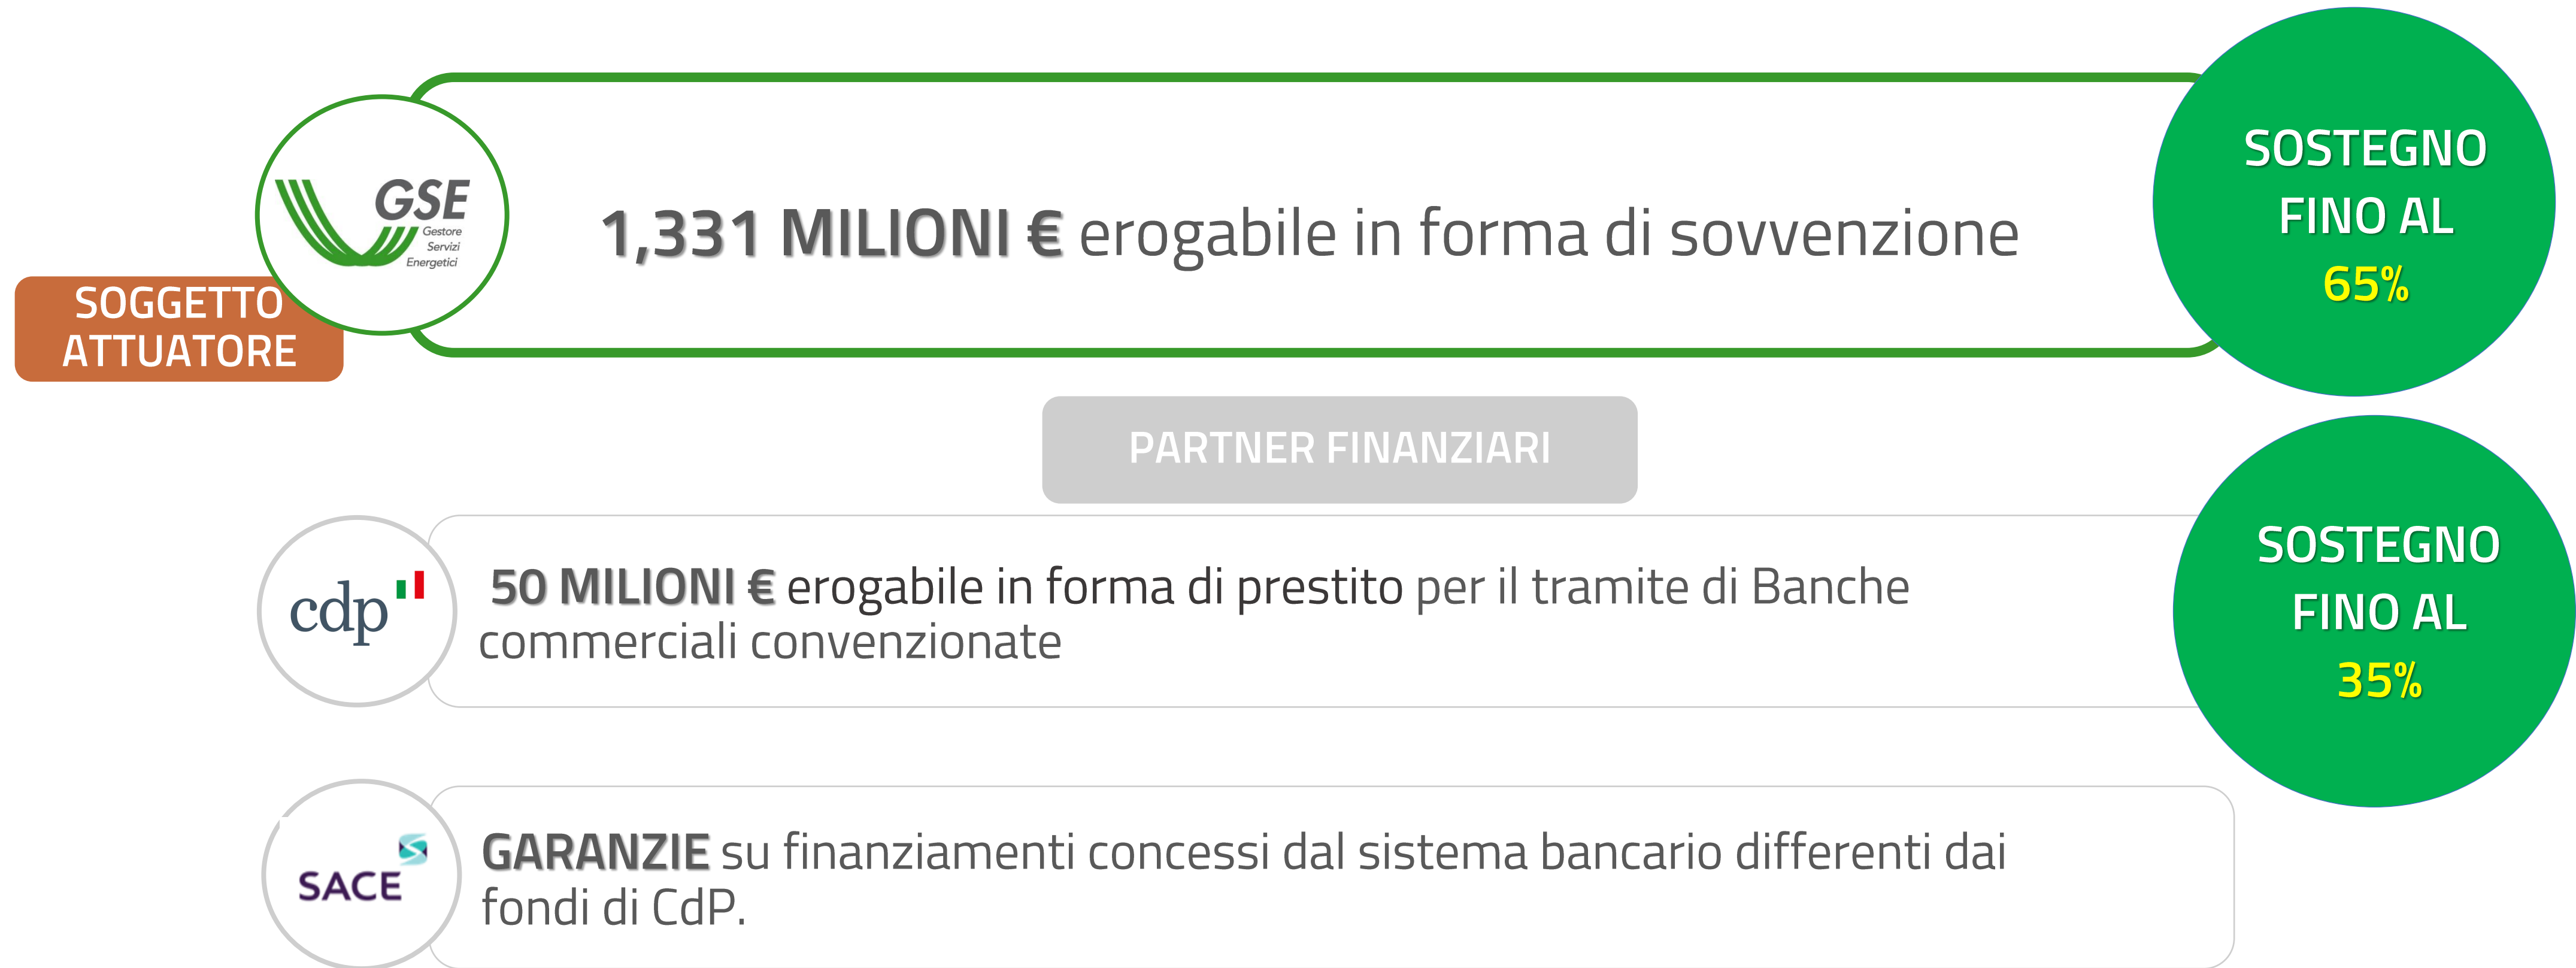 GSE
Gestore
Servizi
Energetici
SOGGETTO
ATTUATORE
1,331 MILIONI € erogabile in forma di sovvenzione
SOSTEGNO
FINO AL
65%
PARTNER FINANZIARI
cdp
50 MILIONI € erogabile in forma di prestito per il tramite di Banche
commerciali convenzionate
SOSTEGNO
FINO AL
35%
SACE
GARANZIE su finanziamenti concessi dal sistema bancario differenti dai
fondi di CdP.